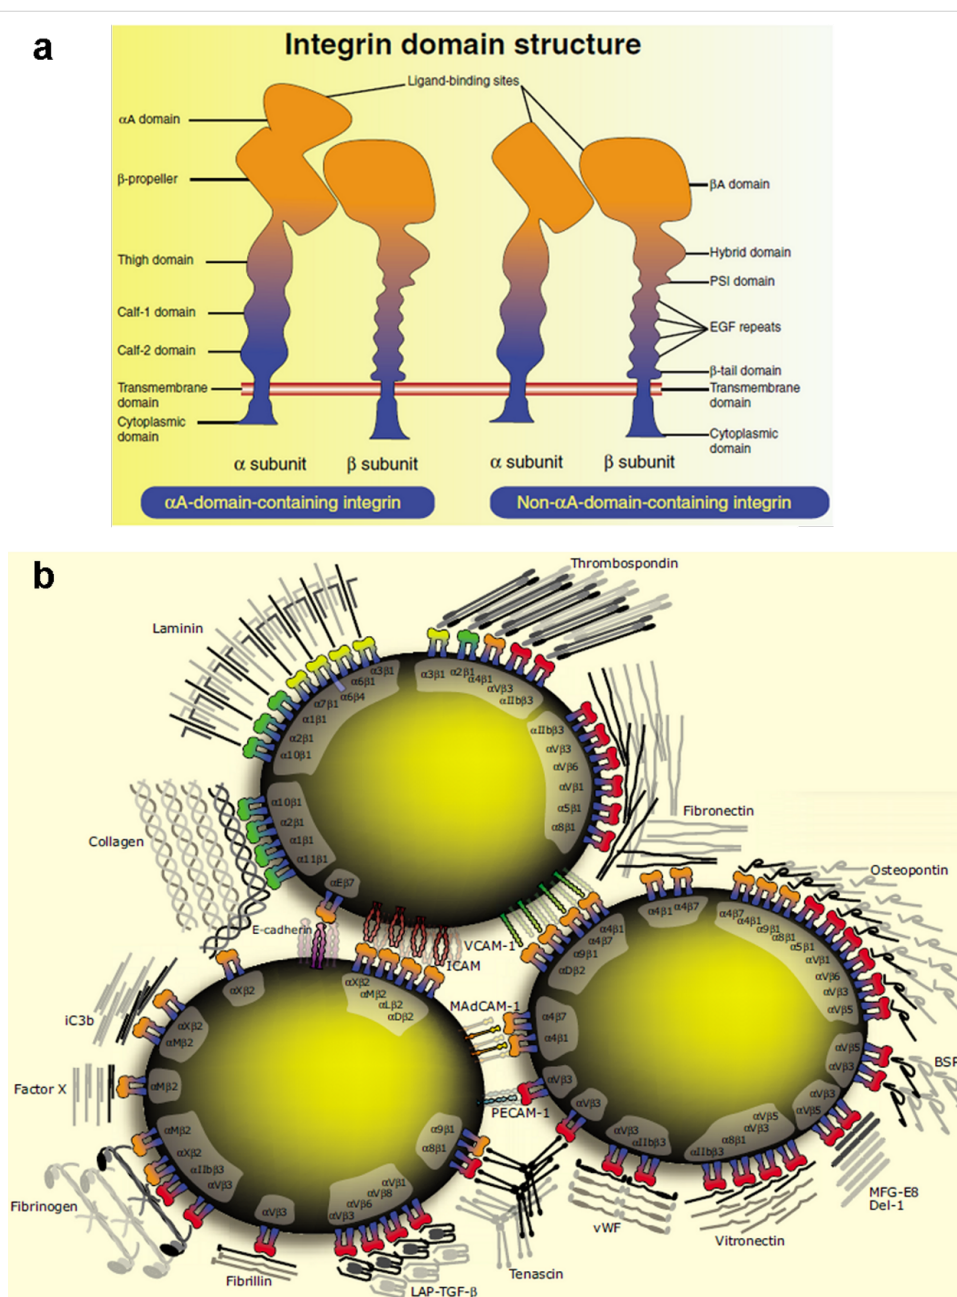 a
Integrin domain structure
Ligand-binding sites
αA domain
β-propeller
Thigh domain
Calf-1 domain
Calf-2 domain
Transmembrane
domain
Cytoplasmic
domain
βA domain
Hybrid domain
PSI domain
EGF repeats
β-tail domain
Transmembrane
domain
Cytoplasmic
domain
α subunit
β subunit
α subunit
β subunit
αA-domain-containing integrin
Non-αA-domain-containing integrin
b
Thrombospondin
Laminin
α3β1
α6β1
α6β4
α7β1
α1β1
α2β1
α10β1
α3β1
α2β1
α4β1
αVβ3
αIIbβ3
αIIbβ3
αVβ3
αVβ6
αVβ1
α5β1
α8β1
Fibronectin
Collagen
α10β1
α2β1
α1β1
α11β1
αEβ7
E-cadherin
VCAM-1
ICAM
MAdCAM-1
PECAM-1
Osteopontin
α4β1
α4β7
α9β1
αDβ2
α4β1
α4β7
α4β7
α4β1
α9β1
α8β1
α5β1
αVβ1
αVβ6
αVβ3
αVβ5
α4β7
α4β1
αVβ3
αVβ3
αVβ3
αIIbβ3
αIIbβ3
α8β1
αVβ3
αVβ5
αVβ5
αVβ3
αVβ5
αVβ3
BSP
MFG-E8
Del-1
Vitronectin
vWF
Tenascin
iC3b
αXβ2
αXβ2
αMβ2
αXβ2
αMβ2
αLβ2
αDβ2
Factor X
αMβ2
Fibrinogen
αMβ2
αXβ2
αIIbβ3
αVβ3
αVβ3
Fibrillin
αVβ3
αVβ6
αVβ8
αVβ1
LAP-TGF-β
α9β1
α8β1